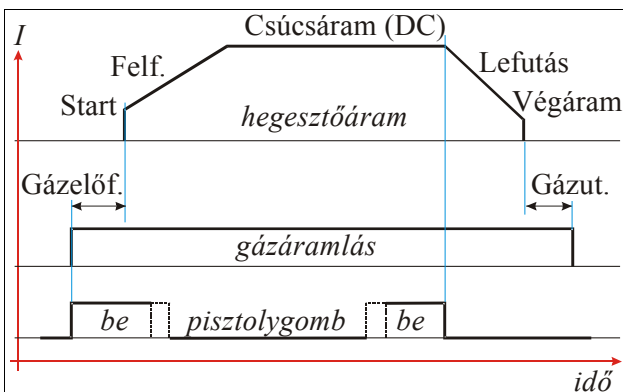 I
Csúcsáram (DC)
Felf.
Lefutás
Start
Végáram
hegesztőáram
Gázelőf.
Gázut.
gázáramlás
be
pisztolygomb
be
idő